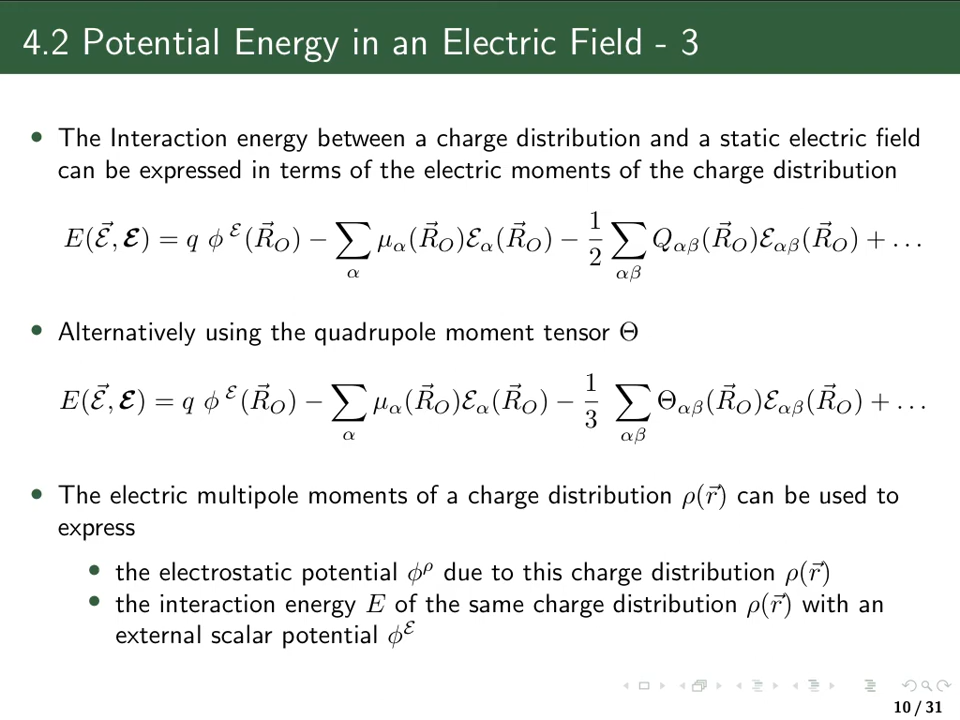 4.2 Potential Energy in an Electric Field - 3
• The Interaction energy between a charge distribution and a static electric field
can be expressed in terms of the electric moments of the charge distribution
$E(\vec{\mathcal{E}}, \boldsymbol{\mathcal{E}}) = q\ \phi^{\mathcal{E}}(\vec{R}_O) - \sum_{\alpha} \mu_{\alpha}(\vec{R}_O)\mathcal{E}_{\alpha}(\vec{R}_O) - \frac{1}{2} \sum_{\alpha\beta} Q_{\alpha\beta}(\vec{R}_O)\mathcal{E}_{\alpha\beta}(\vec{R}_O) + \ldots$
• Alternatively using the quadrupole moment tensor Θ
$E(\vec{\mathcal{E}}, \boldsymbol{\mathcal{E}}) = q\ \phi^{\mathcal{E}}(\vec{R}_O) - \sum_{\alpha} \mu_{\alpha}(\vec{R}_O)\mathcal{E}_{\alpha}(\vec{R}_O) - \frac{1}{3} \sum_{\alpha\beta} \Theta_{\alpha\beta}(\vec{R}_O)\mathcal{E}_{\alpha\beta}(\vec{R}_O) + \ldots$
• The electric multipole moments of a charge distribution $\rho(\vec{r})$ can be used to
express
• the electrostatic potential $\phi^{\rho}$ due to this charge distribution $\rho(\vec{r})$
• the interaction energy $E$ of the same charge distribution $\rho(\vec{r})$ with an
external scalar potential $\phi^{\mathcal{E}}$
10 / 31